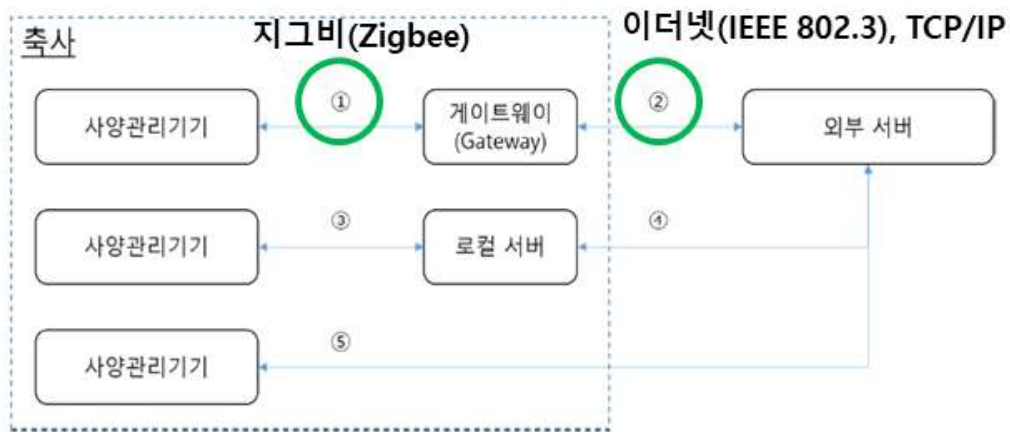 축사
지그비(Zigbee)
이더넷(IEEE 802.3), TCP/IP
사양관리기기
①
게이트웨이
(Gateway)
②
외부 서버
사양관리기기
③
로컬 서버
④
사양관리기기
⑤